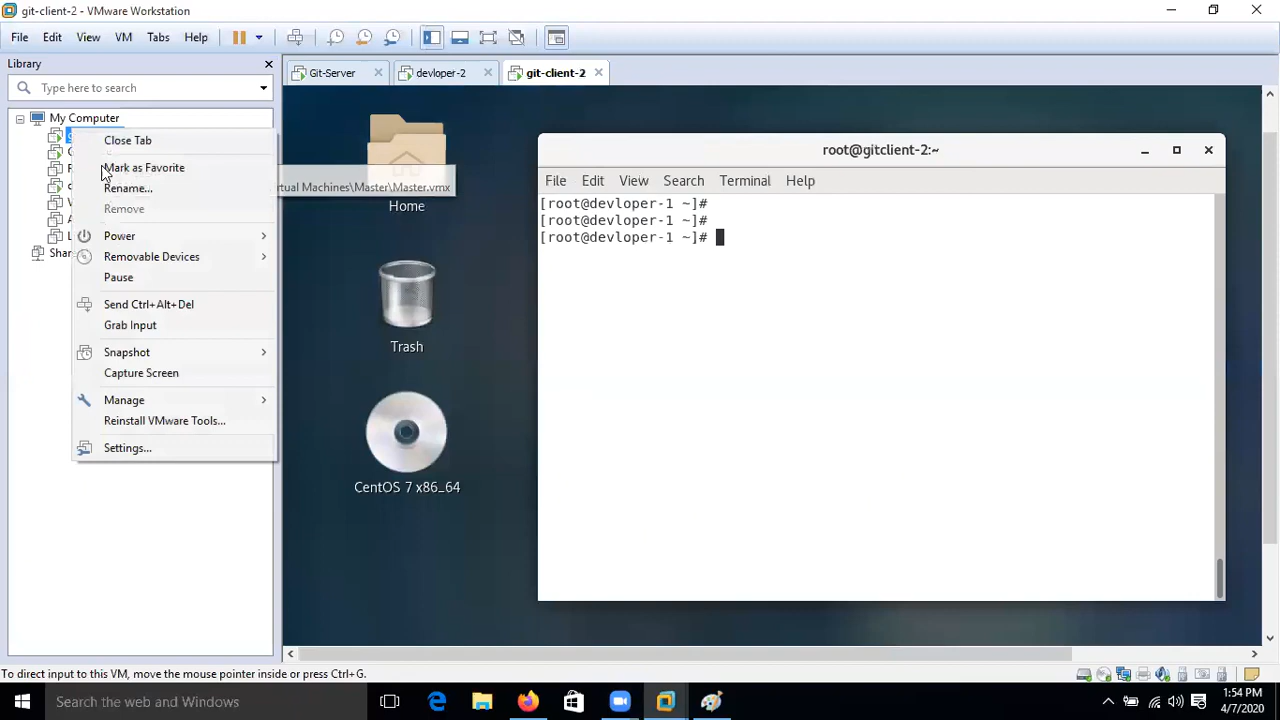 git-client-2 - VMware Workstation
File Edit View VM Tabs Help
Library
Type here to search
My Computer
Close Tab
Mark as Favorite
Rename...
Remove
Power
Removable Devices
Pause
Send Ctrl+Alt+Del
Grab Input
Snapshot
Capture Screen
Manage
Reinstall VMware Tools...
Settings...
rtual Machines\Master\Master.vmx
Git-Server
devloper-2
git-client-2
Home
Trash
CentOS 7 x86_64
root@gitclient-2:~
File Edit View Search Terminal Help
[root@devloper-1 ~]#
[root@devloper-1 ~]#
[root@devloper-1 ~]#
To direct input to this VM, move the mouse pointer inside or press Ctrl+G.
Search the web and Windows
1:54 PM
4/7/2020